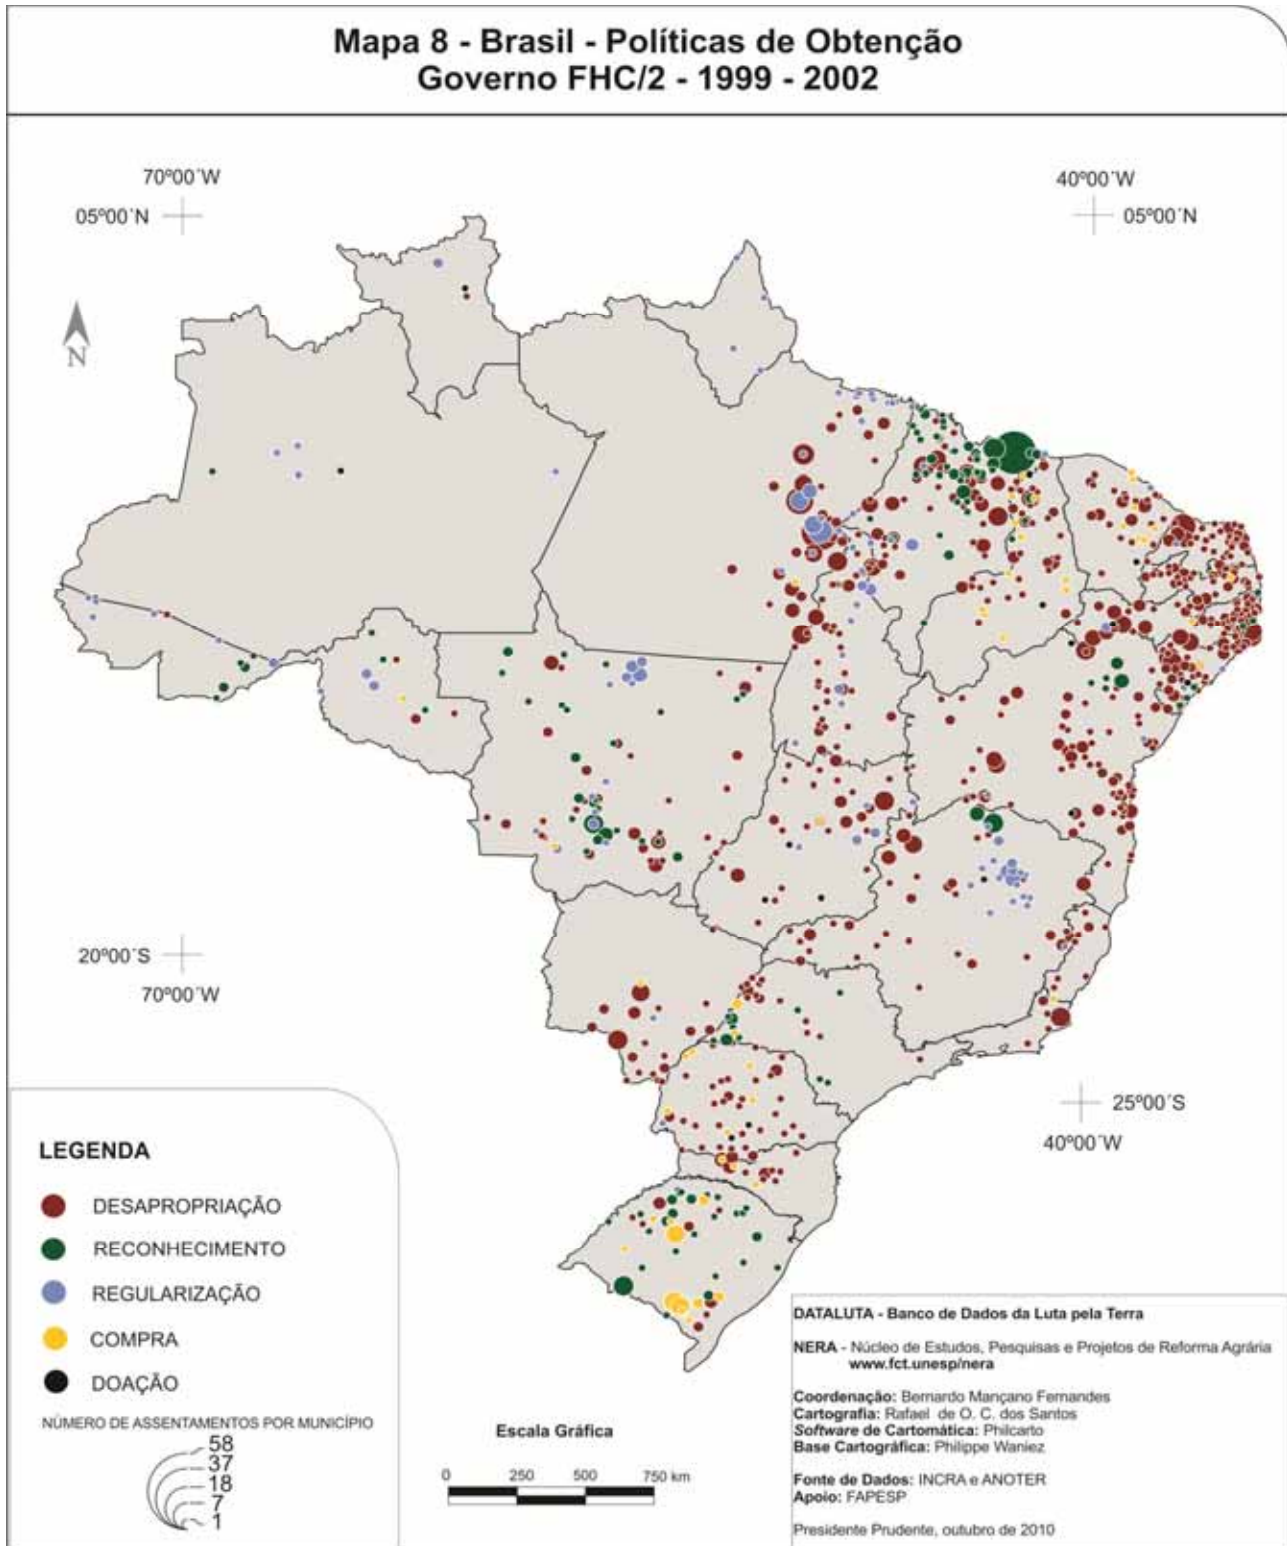 Mapa 8 - Brasil - Políticas de Obtenção
Governo FHC/2 - 1999 - 2002
70º00´W
05º00´N
40º00´W
05º00´N
N
20º00´S
70º00´W
25º00´S
40º00´W
LEGENDA
DESAPROPRIAÇÃO
RECONHECIMENTO
REGULARIZAÇÃO
COMPRA
DOAÇÃO
NÚMERO DE ASSENTAMENTOS POR MUNICÍPIO
58
37
18
7
1
Escala Gráfica
0 250 500 750 km
DATALUTA - Banco de Dados da Luta pela Terra
NERA - Núcleo de Estudos, Pesquisas e Projetos de Reforma Agrária
www.fct.unesp/nera
Coordenação: Bernardo Mançano Fernandes
Cartografia: Rafael de O. C. dos Santos
Software de Cartomática: Philcarto
Base Cartográfica: Philippe Waniez
Fonte de Dados: INCRA e ANOTER
Apoio: FAPESP
Presidente Prudente, outubro de 2010